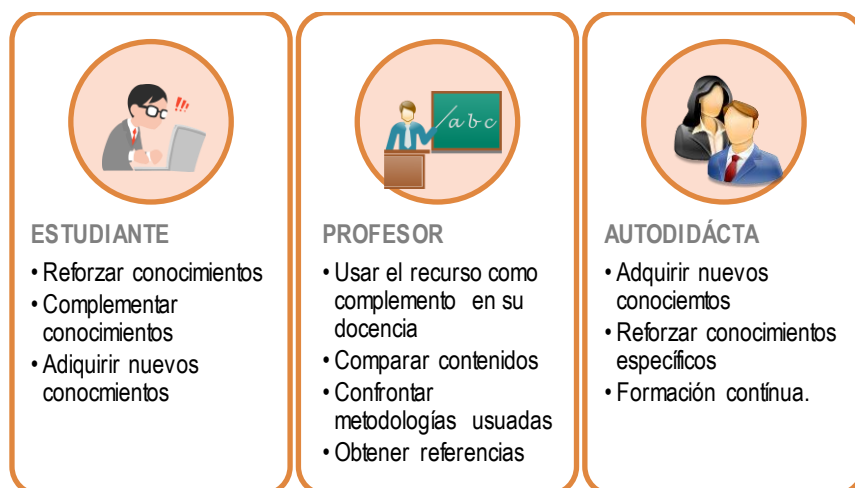 abc
ESTUDIANTE
• Reforzar conocimientos
• Complementar
conocimientos
• Adiquirir nuevos
conocmientos
PROFESOR
• Usar el recurso como
complemento en su
docencia
• Comparar contenidos
• Confrontar
metodologías usadas
• Obtener referencias
AUTODIDÁCTA
• Adquirir nuevos
conociemtos
• Reforzar conocimientos
específicos
• Formación contínua.